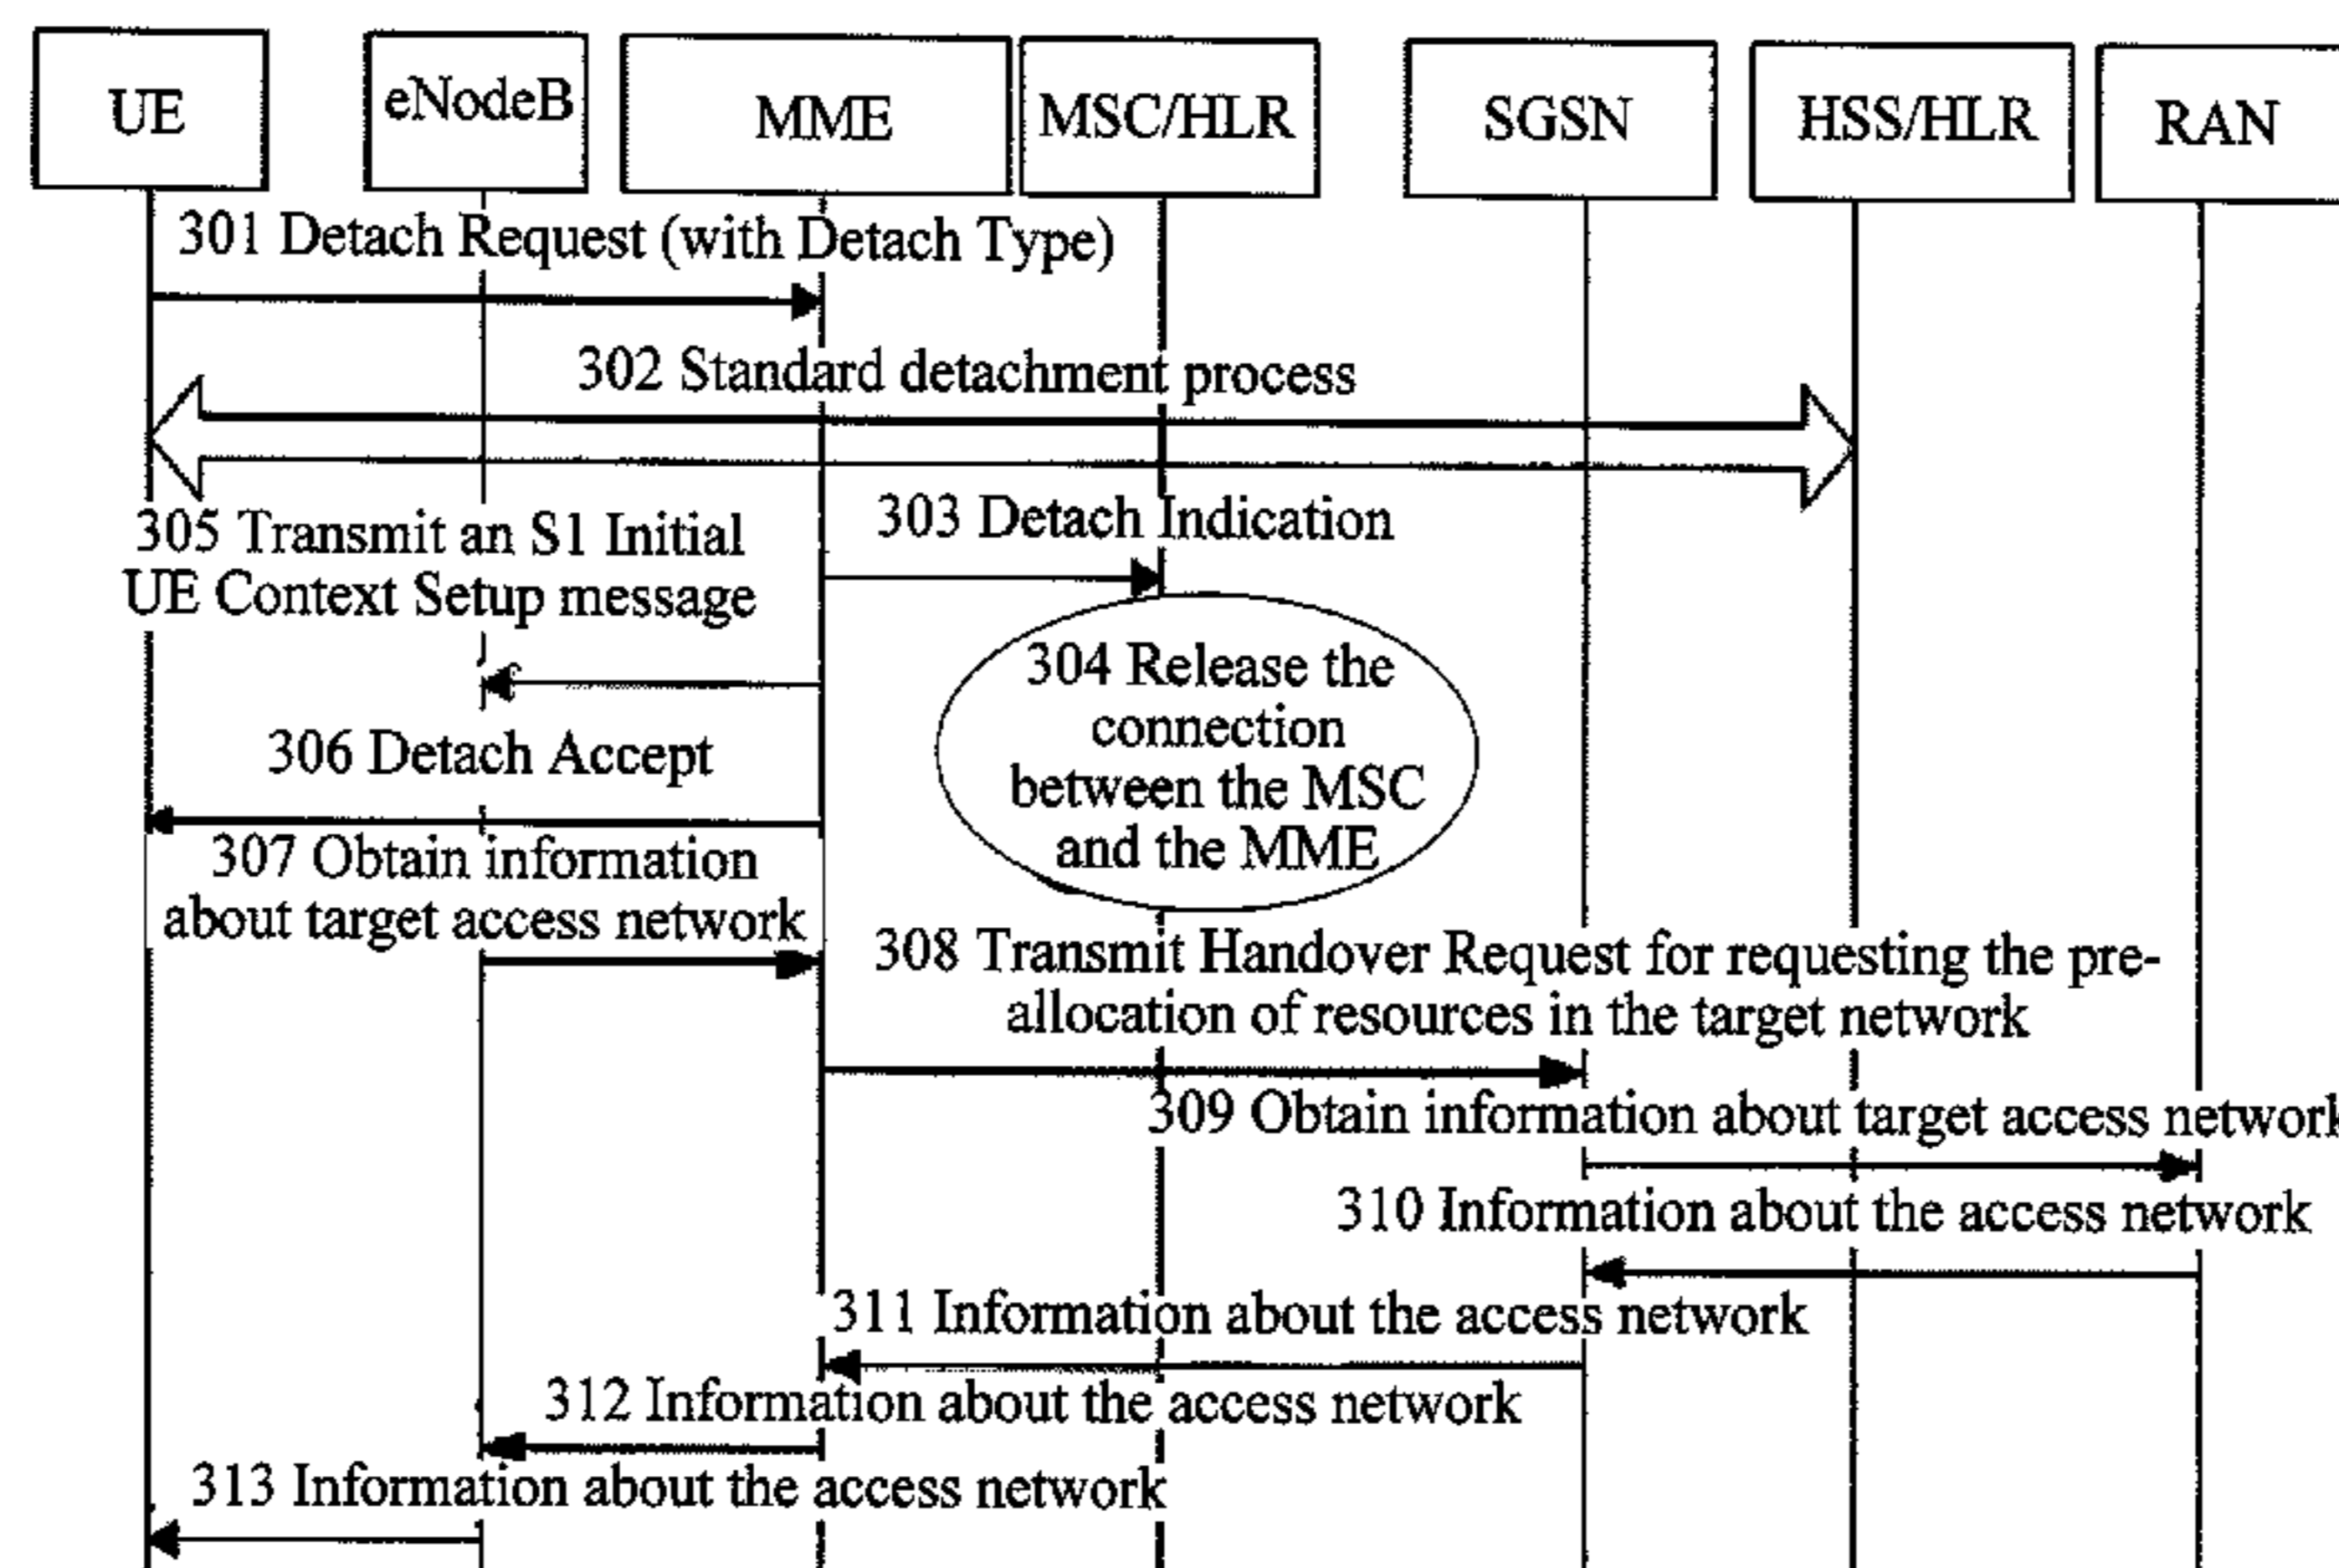 UE
eNodeB
MME
MSC/HLR
SGSN
HSS/HLR
RAN
301 Detach Request (with Detach Type)
302 Standard detachment process
303 Detach Indication
304 Release the
connection
between the MSC
and the MME
305 Transmit an S1 Initial
UE Context Setup message
306 Detach Accept
307 Obtain information
about target access network
308 Transmit Handover Request for requesting the pre-
allocation of resources in the target network
309 Obtain information about target access network
310 Information about the access network
311 Information about the access network
312 Information about the access network
313 Information about the access network